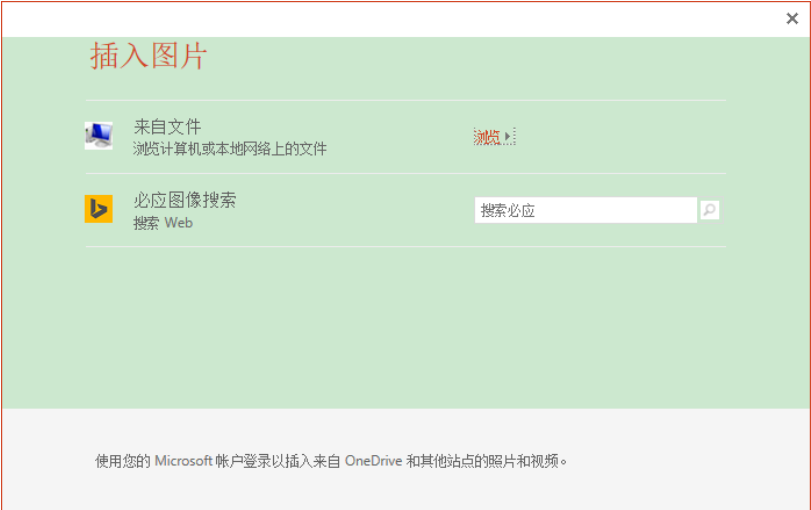 插入图片
来自文件
浏览计算机或本地网络上的文件
浏览
必应图像搜索
搜索 Web
搜索必应
使用您的 Microsoft 帐户登录以插入来自 OneDrive 和其他站点的照片和视频。